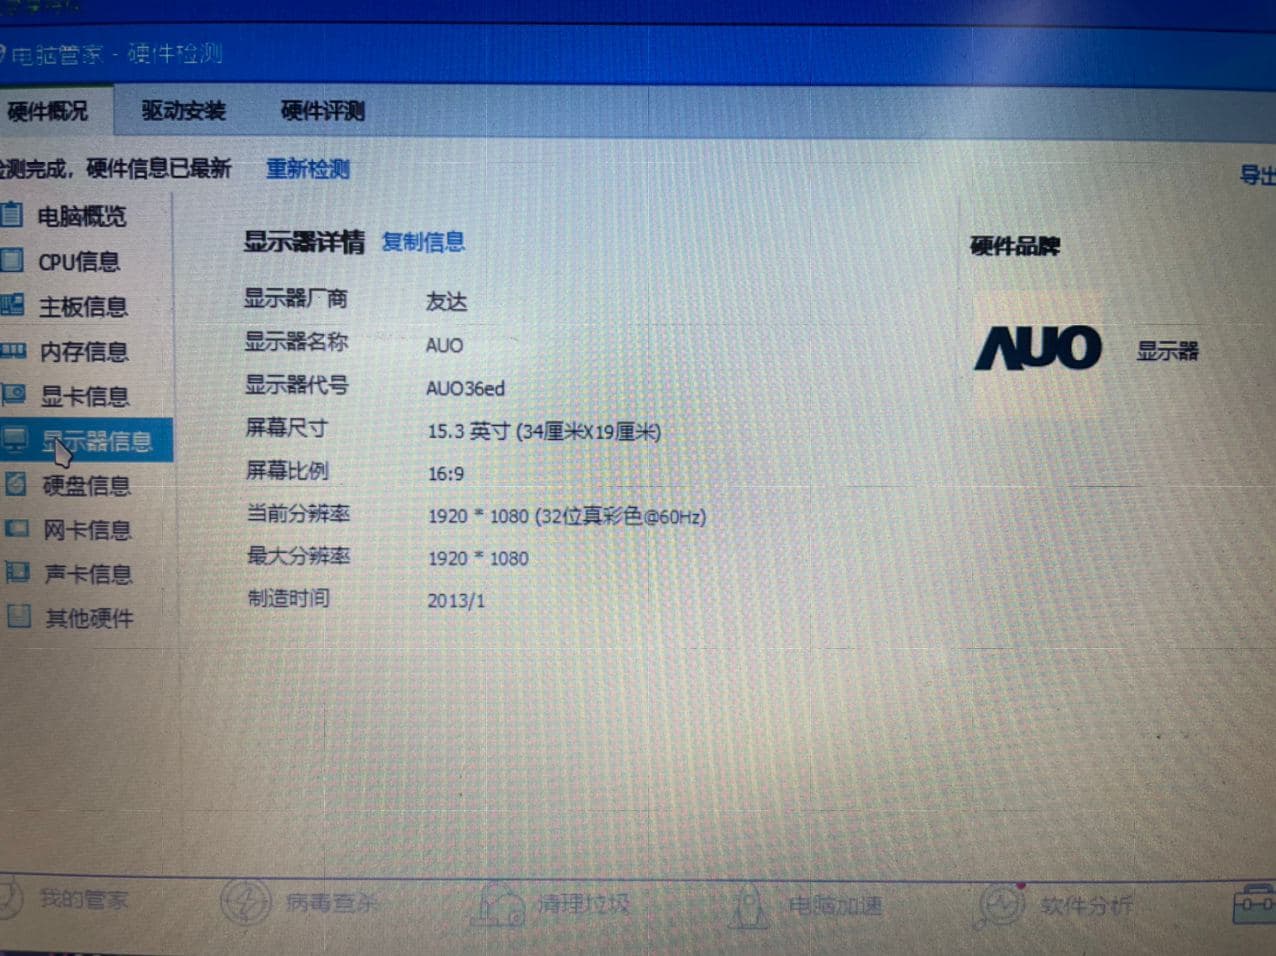 电脑管家 - 硬件检测
硬件概况 驱动安装 硬件评测
检测完成，硬件信息已最新 重新检测
导出
电脑概览
CPU信息
主板信息
内存信息
显卡信息
显示器信息
硬盘信息
网卡信息
声卡信息
其他硬件
显示器详情 复制信息
显示器厂商 友达
显示器名称 AUO
显示器代号 AUO36ed
屏幕尺寸 15.3 英寸 (34厘米X19厘米)
屏幕比例 16:9
当前分辨率 1920 * 1080 (32位真彩色@60Hz)
最大分辨率 1920 * 1080
制造时间 2013/1
硬件品牌
AUO 显示器
我的管家 病毒查杀 清理垃圾 电脑加速 软件分析